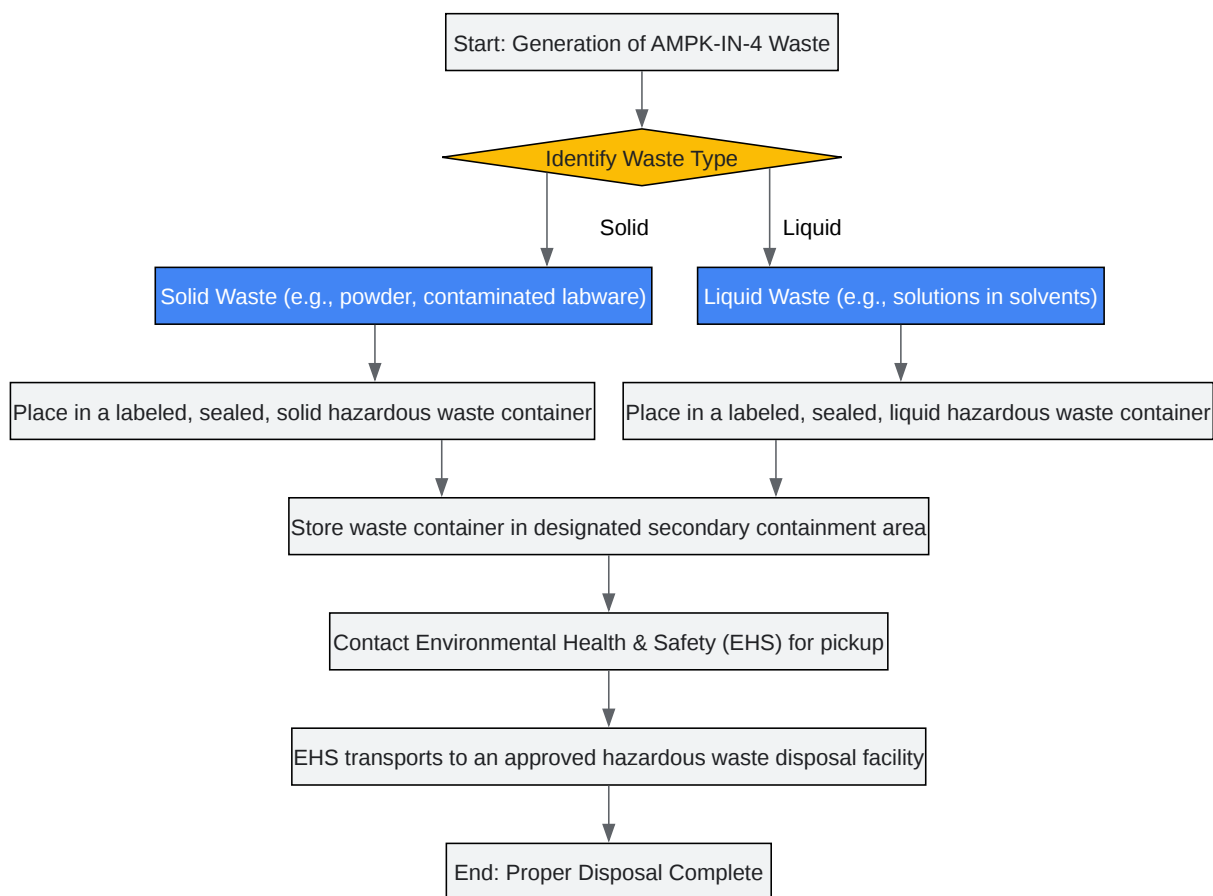 Start: Generation of AMPK-IN-4 Waste
Identify Waste Type
Solid
Liquid
Solid Waste (e.g., powder, contaminated labware)
Liquid Waste (e.g., solutions in solvents)
Place in a labeled, sealed, solid hazardous waste container
Place in a labeled, sealed, liquid hazardous waste container
Store waste container in designated secondary containment area
Contact Environmental Health & Safety (EHS) for pickup
EHS transports to an approved hazardous waste disposal facility
End: Proper Disposal Complete